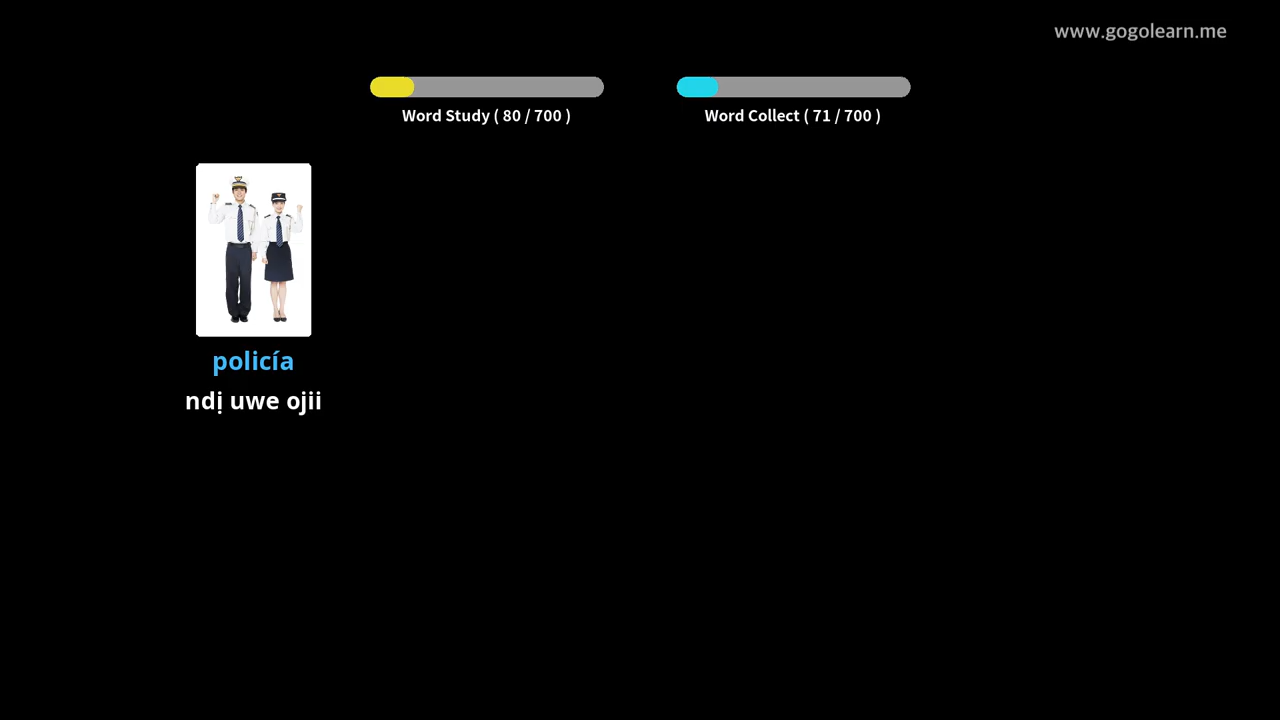 www.gogolearn.me
Word Study ( 80 / 700 )
Word Collect ( 71 / 700 )
policía
ndị uwe ojii